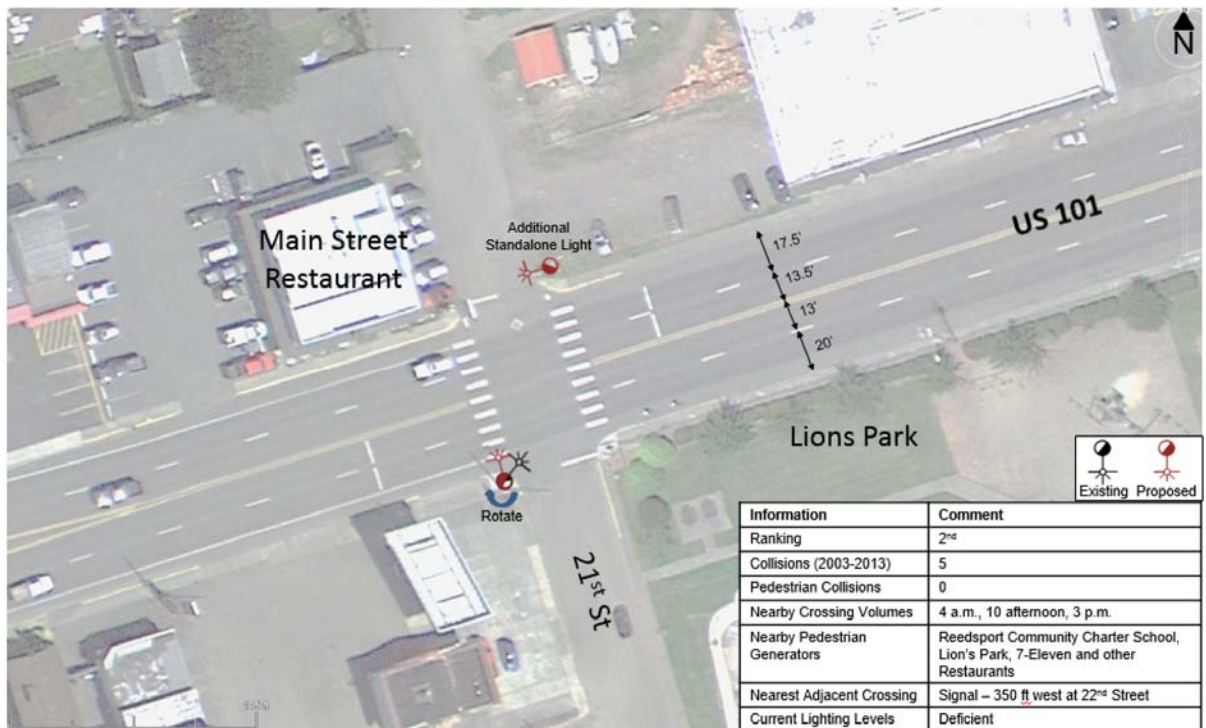 N
Main Street
Restaurant
Additional
Standalone Light
US 101
17.5'
13.5'
13'
20'
Lions Park
Rotate
21st St
Existing Proposed
Information Comment
Ranking 2nd
Collisions (2003-2013) 5
Pedestrian Collisions 0
Nearby Crossing Volumes 4 a.m., 10 afternoon, 3 p.m.
Nearby Pedestrian Generators Reedsport Community Charter School,
Lion's Park, 7-Eleven and other
Restaurants
Nearest Adjacent Crossing Signal – 350 ft west at 22nd Street
Current Lighting Levels Deficient